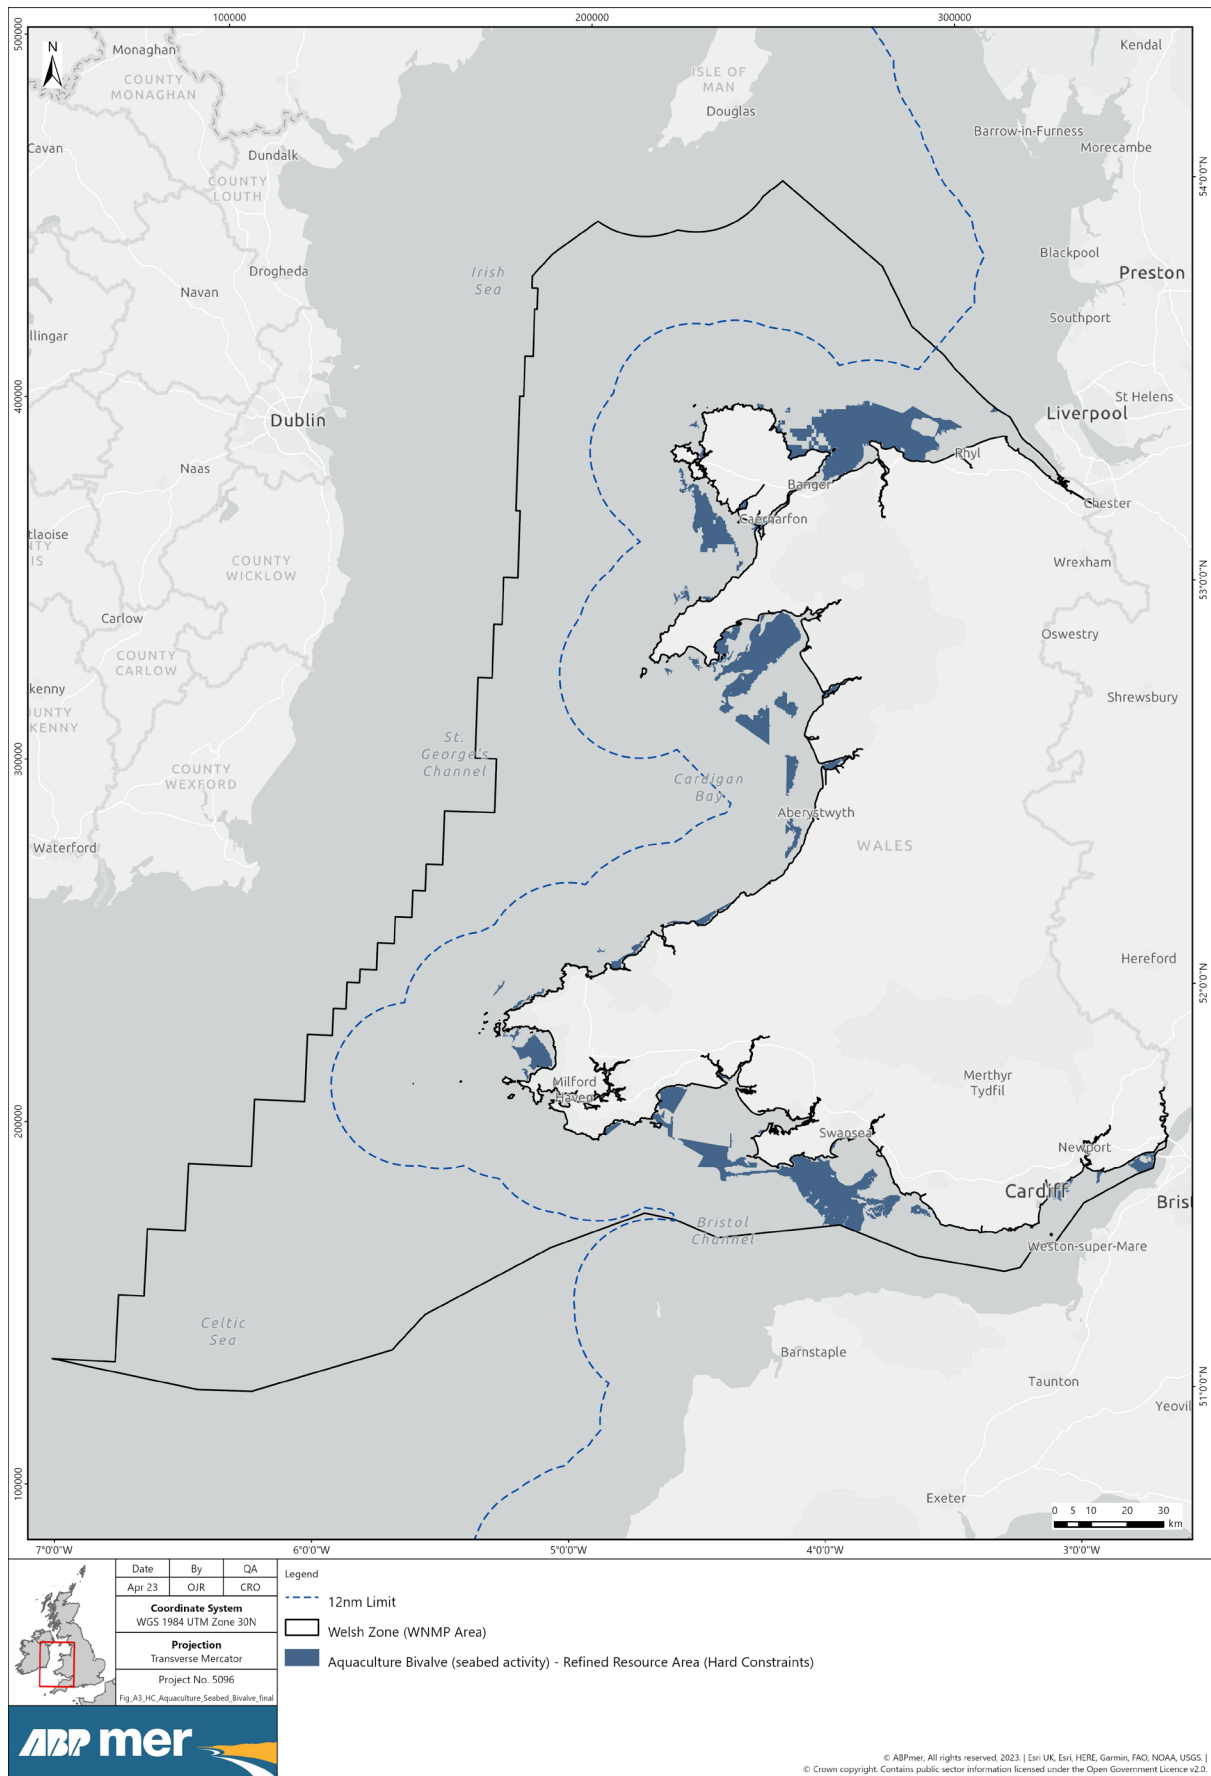 100000
200000
300000
500000
N
Monaghan
COUNTY
MONAGHAN
ISLE OF
MAN
Douglas
Kendal
Barrow-in-Furness
Morecambe
Cavan
Dundalk
COUNTY
LOUTH
54°0'0"N
Drogheda
Irish
Sea
Navan
Blackpool
Preston
Southport
llingar
400000
Dublin
St Helens
Liverpool
Naas
Rhyl
Bangor
Chester
Caernarfon
tlaoise
NTY
IS
COUNTY
WICKLOW
Wrexham
53°0'0"N
Carlow
Oswestry
COUNTY
CARLOW
kenny
OUNTY
KENNY
Shrewsbury
St.
George's
Channel
300000
COUNTY
WEXFORD
Cardigan
Bay
Aberystwyth
WALES
Waterford
Hereford
52°0'0"N
Milford
Haven
Merthyr
Tydfil
200000
Swansea
Newport
Cardiff
Brist
Bristol
Channel
Weston-super-Mare
Celtic
Sea
Barnstaple
Taunton
51°0'0"N
Yeovil
100000
Exeter
0 5 10 20 30
km
7°0'0"W
6°0'0"W
5°0'0"W
4°0'0"W
3°0'0"W
Date By QA
Apr 23 OJR CRO
Coordinate System
WGS 1984 UTM Zone 30N
Projection
Transverse Mercator
Project No. 5096
Fig_A3_HC_Aquaculture_Seabed_Bivalve_final
ABP mer
Legend
12nm Limit
Welsh Zone (WNMP Area)
Aquaculture Bivalve (seabed activity) - Refined Resource Area (Hard Constraints)
© ABPmer, All rights reserved, 2023. | Esri UK, Esri, HERE, Garmin, FAO, NOAA, USGS. |
© Crown copyright. Contains public sector information licensed under the Open Government Licence v2.0.